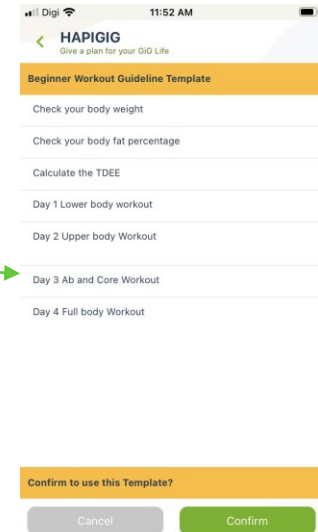 Digi 11:52 AM
HAPIGIG
Give a plan for your GiG Life
Beginner Workout Guideline Template
Check your body weight
Check your body fat percentage
Calculate the TDEE
Day 1 Lower body workout
Day 2 Upper body Workout
Day 3 Ab and Core Workout
Day 4 Full body Workout
Confirm to use this Template?
Cancel Confirm